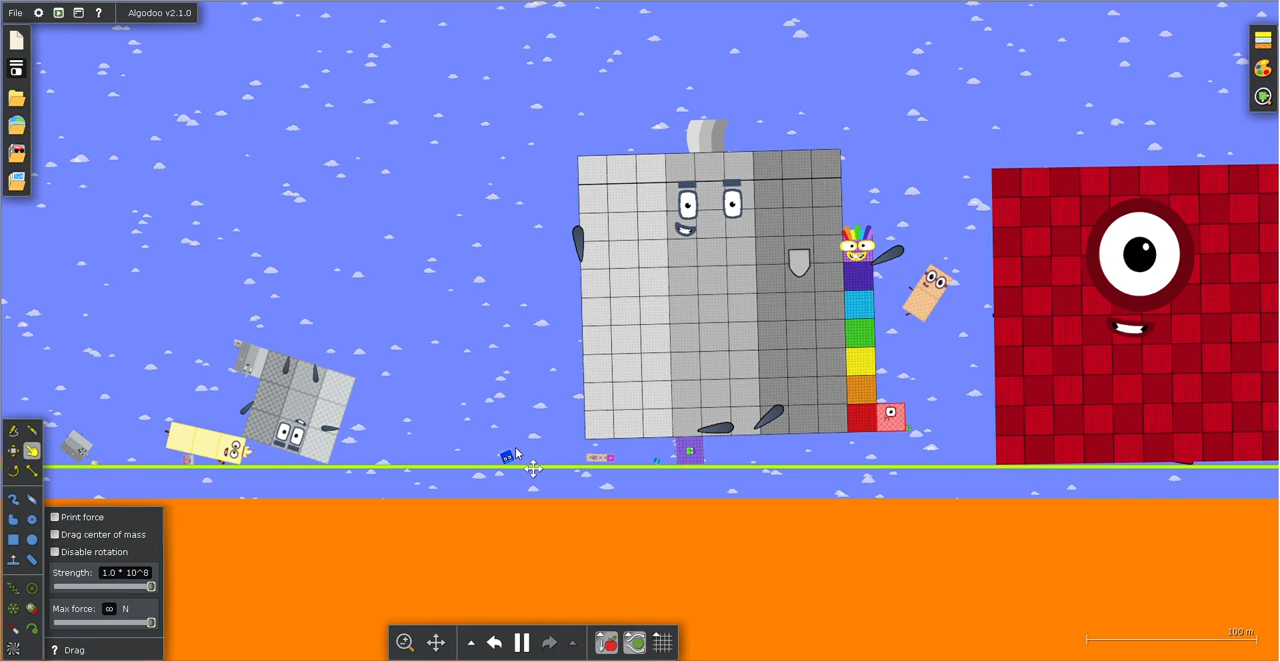 File ? Algodoo v2.1.0
Print force
Drag center of mass
Disable rotation
Strength: 1.0 * 10^8
Max force: ∞ N
? Drag
100 m